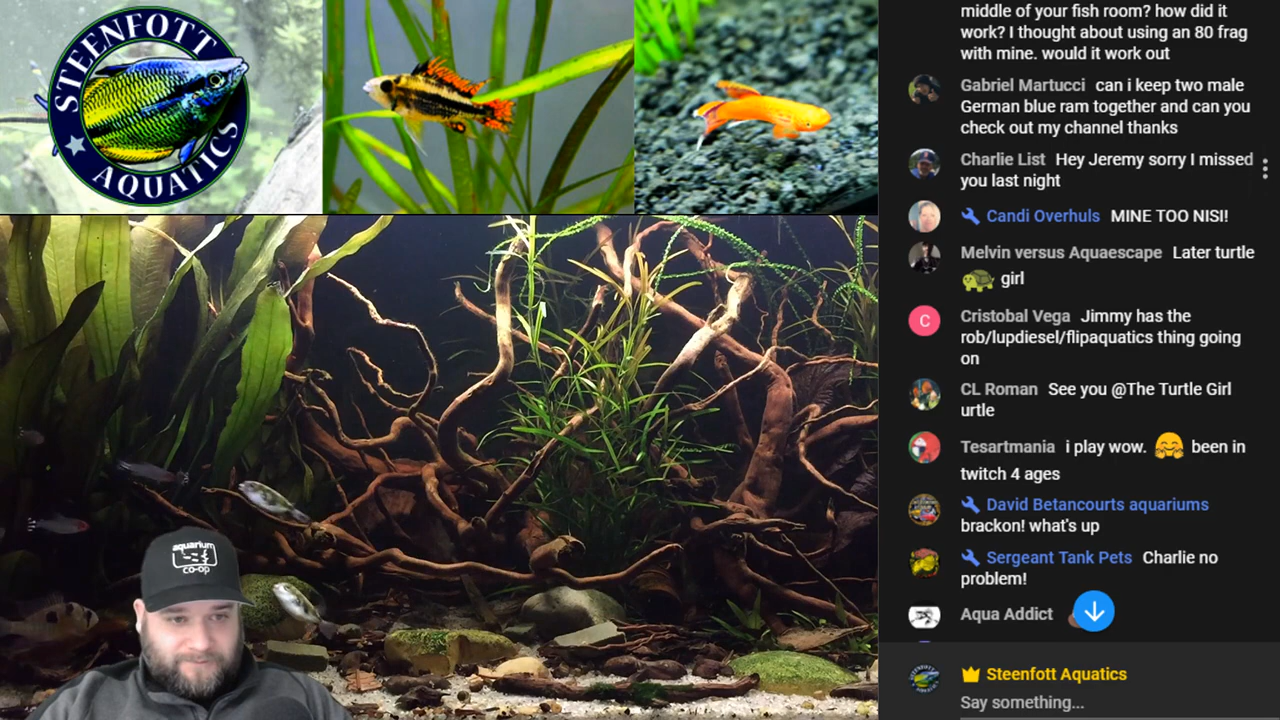 STEENFOTT
AQUATICS
aquarium
co-op
middle of your fish room? how did it
work? I thought about using an 80 frag
with mine. would it work out
Gabriel Martucci can i keep two male
German blue ram together and can you
check out my channel thanks
Charlie List Hey Jeremy sorry I missed
you last night
Candi Overhuls MINE TOO NISI!
Melvin versus Aquaescape Later turtle
girl
C
Cristobal Vega Jimmy has the
rob/lupdiesel/flipaquatics thing going
on
CL Roman See you @The Turtle Girl
urtle
Tesartmania i play wow. been in
twitch 4 ages
David Betancourts aquariums
brackon! what's up
Sergeant Tank Pets Charlie no
problem!
Aqua Addict
Steenfott Aquatics
Say something...